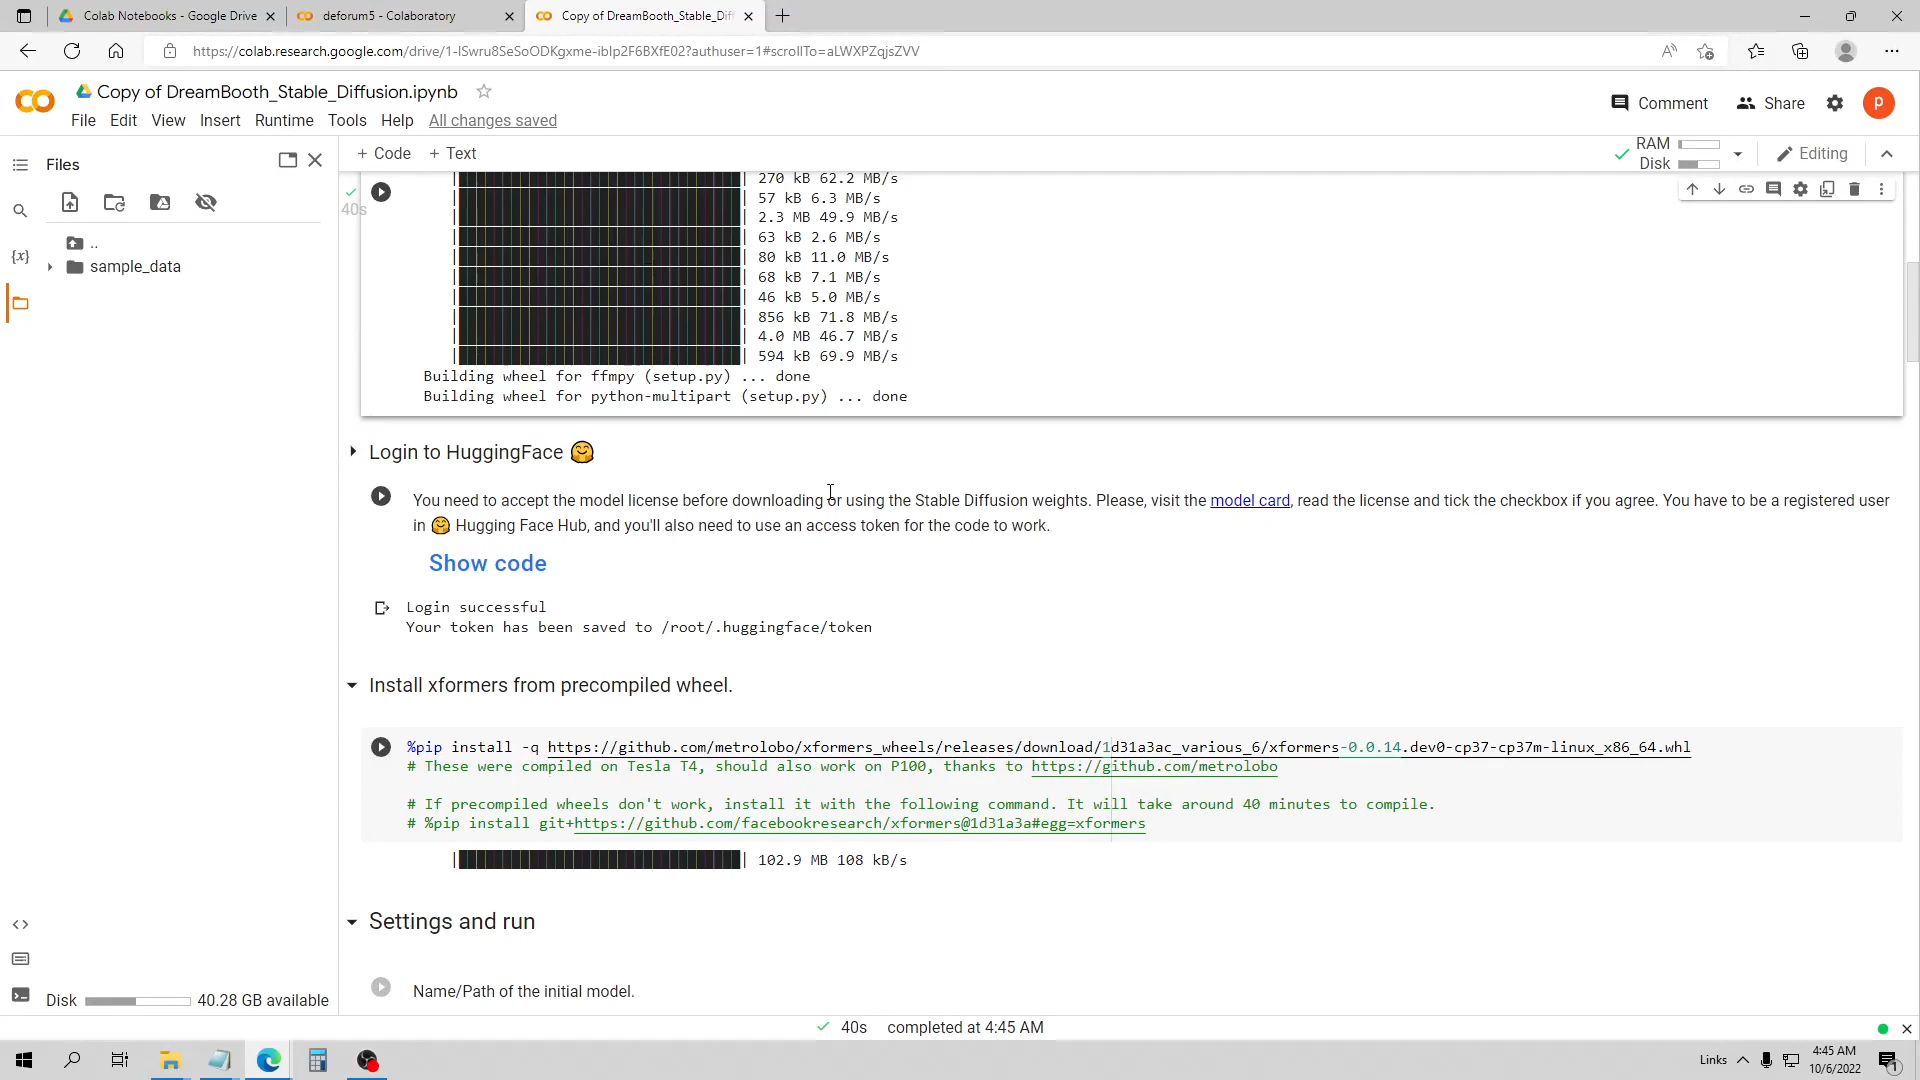 Colab Notebooks - Google Drive
deforum5 - Colaboratory
Copy of DreamBooth_Stable_Diff
https://colab.research.google.com/drive/1-ISwru8SeSoODKgxme-ibIp2F6BXfE02?authuser=1#scrollTo=aLWXPZqjsZVV
Copy of DreamBooth_Stable_Diffusion.ipynb
Comment
Share
p
File Edit View Insert Runtime Tools Help All changes saved
Files
+ Code + Text
RAM
Disk
Editing
270 kB 62.2 MB/s
40s
57 kB 6.3 MB/s
2.3 MB 49.9 MB/s
63 kB 2.6 MB/s
80 kB 11.0 MB/s
68 kB 7.1 MB/s
46 kB 5.0 MB/s
856 kB 71.8 MB/s
4.0 MB 46.7 MB/s
594 kB 69.9 MB/s
Building wheel for ffmpy (setup.py) ... done
Building wheel for python-multipart (setup.py) ... done
..
sample_data
{x}
Login to HuggingFace 🤗
You need to accept the model license before downloading or using the Stable Diffusion weights. Please, visit the model card, read the license and tick the checkbox if you agree. You have to be a registered user
in 🤗 Hugging Face Hub, and you'll also need to use an access token for the code to work.
Show code
Login successful
Your token has been saved to /root/.huggingface/token
Install xformers from precompiled wheel.
%pip install -q https://github.com/metrolobo/xformers_wheels/releases/download/1d31a3ac_various_6/xformers-0.0.14.dev0-cp37-cp37m-linux_x86_64.whl
# These were compiled on Tesla T4, should also work on P100, thanks to https://github.com/metrolobo
# If precompiled wheels don't work, install it with the following command. It will take around 40 minutes to compile.
# %pip install git+https://github.com/facebookresearch/xformers@1d31a3a#egg=xformers
102.9 MB 108 kB/s
Settings and run
Name/Path of the initial model.
Disk 40.28 GB available
40s completed at 4:45 AM
Links
4:45 AM
10/6/2022
1